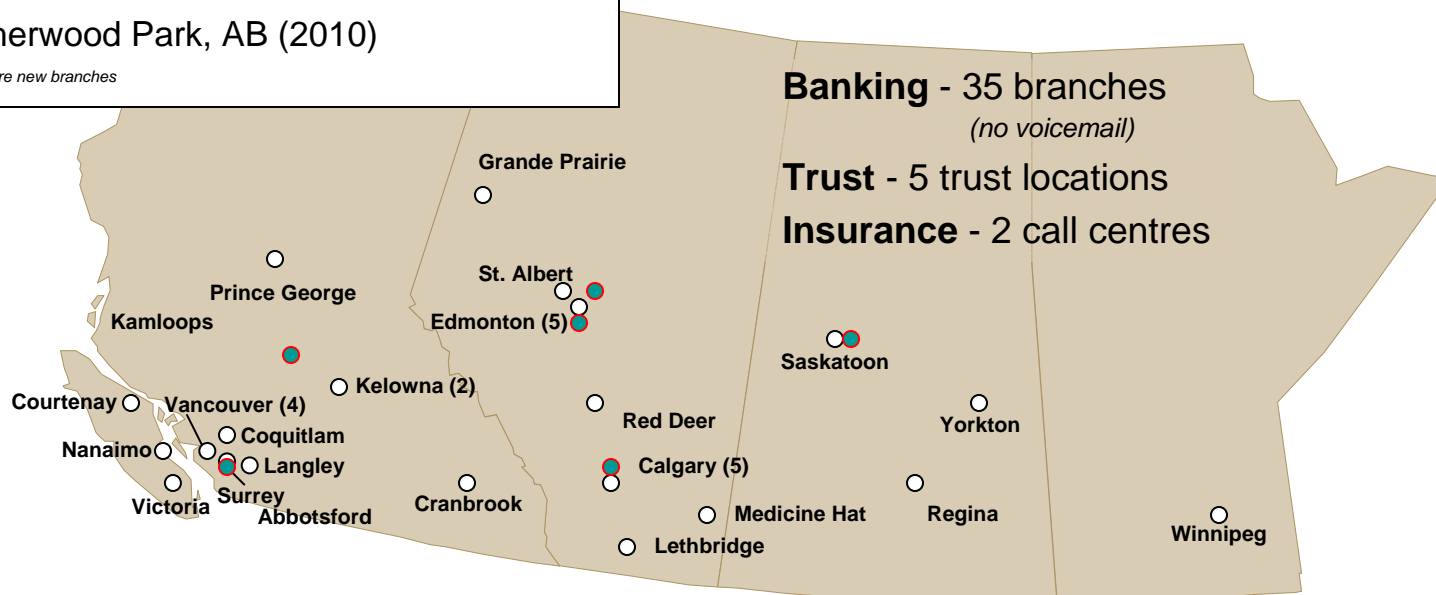 herwood Park, AB (2010)
re new branches
Banking - 35 branches
(no voicemail)
Trust - 5 trust locations
Insurance - 2 call centres
Grande Prairie
St. Albert
Prince George
Kamloops
Edmonton (5)
Saskatoon
Kelowna (2)
Courtenay
Vancouver (4)
Red Deer
Yorkton
Coquitlam
Nanaimo
Langley
Calgary (5)
Surrey
Victoria
Abbotsford
Cranbrook
Medicine Hat
Regina
Winnipeg
Lethbridge